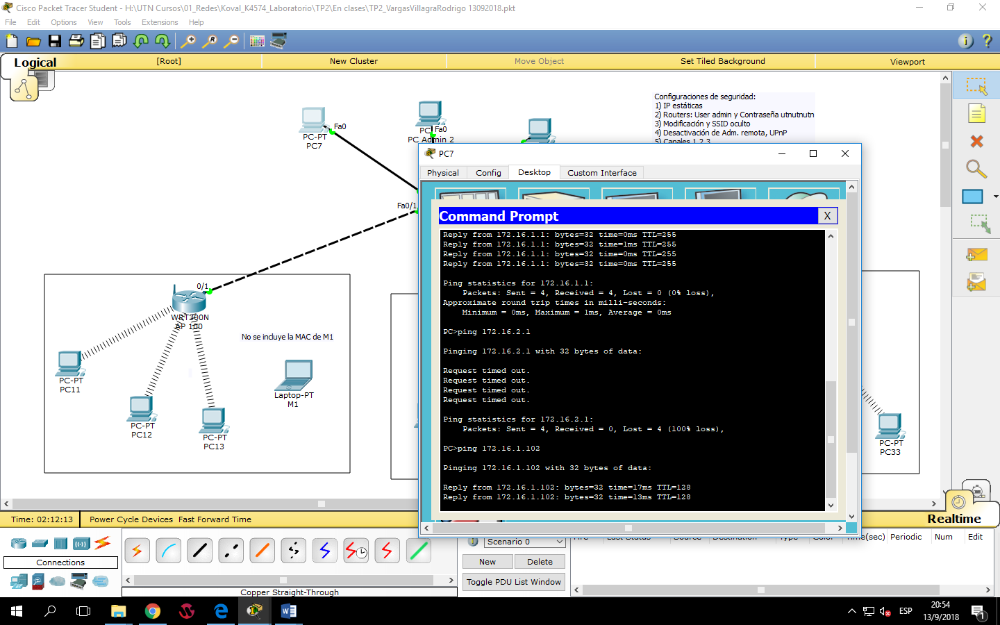 Cisco Packet Tracer Student - H:\UTN Cursos\01_Redes\Koval_K4574_Laboratorio\TP2\En clases\TP2_VargasVillagraRodrigo 13092018.pkt
File Edit Options View Tools Extensions Help
Logical [Root] New Cluster Move Object Set Tiled Background Viewport
Configuraciones de seguridad:
1) IP estáticas
2) Routers: User admin y Contraseña utnutnutn
3) Modificación y SSID oculto
4) Desactivación de Adm. remota, UPnP
5) Canales 1,2,3
Fa0
PC-PT
PC7
Fa0
PC Admin 2
Fa0/1
0/1
WRT300N
AP 100
No se incluye la MAC de M1
PC-PT
PC11
Laptop-PT
M1
PC-PT
PC12
PC-PT
PC13
PC-PT
PC33
PC7
Physical Config Desktop Custom Interface
Command Prompt X
Reply from 172.16.1.1: bytes=32 time=0ms TTL=255
Reply from 172.16.1.1: bytes=32 time=1ms TTL=255
Reply from 172.16.1.1: bytes=32 time=0ms TTL=255
Reply from 172.16.1.1: bytes=32 time=0ms TTL=255
Ping statistics for 172.16.1.1:
Packets: Sent = 4, Received = 4, Lost = 0 (0% loss),
Approximate round trip times in milli-seconds:
Minimum = 0ms, Maximum = 1ms, Average = 0ms
PC>ping 172.16.2.1
Pinging 172.16.2.1 with 32 bytes of data:
Request timed out.
Request timed out.
Request timed out.
Request timed out.
Ping statistics for 172.16.2.1:
Packets: Sent = 4, Received = 0, Lost = 4 (100% loss),
PC>ping 172.16.1.102
Pinging 172.16.1.102 with 32 bytes of data:
Reply from 172.16.1.102: bytes=32 time=17ms TTL=128
Reply from 172.16.1.102: bytes=32 time=13ms TTL=128
Time: 02:12:13 Power Cycle Devices Fast Forward Time
Realtime
Connections
Copper Straight-Through
Scenario 0
New Delete
Toggle PDU List Window
Fire Last Status Source Destination Type Color Time(sec) Periodic Num Edit
ESP
20:54
13/9/2018
1